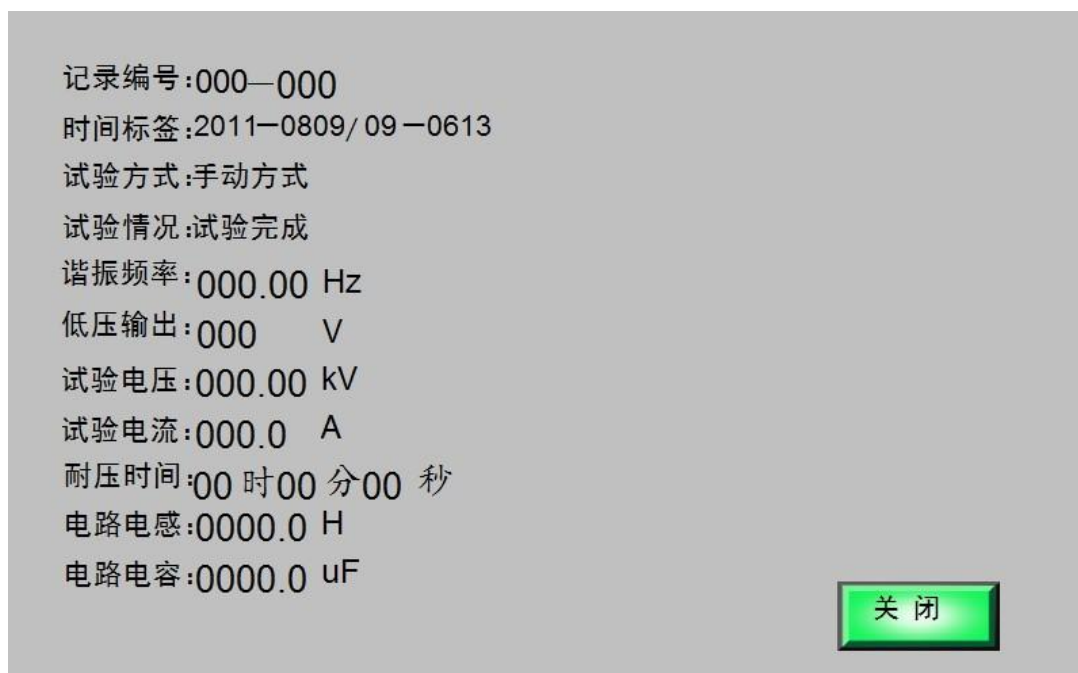 记录编号:000—000
时间标签:2011—0809/09—0613
试验方式:手动方式
试验情况:试验完成
谐振频率:000.00 Hz
低压输出:000 V
试验电压:000.00 kV
试验电流:000.0 A
耐压时间:00 时00 分00 秒
电路电感:0000.0 H
电路电容:0000.0 uF
关 闭